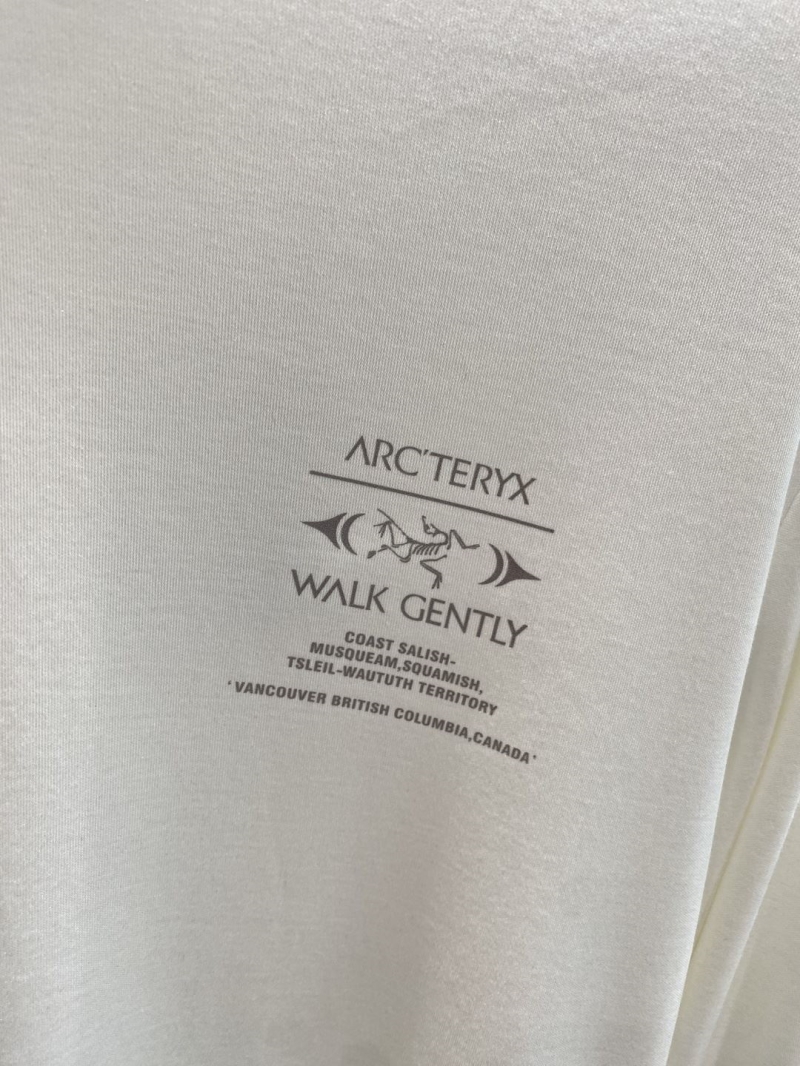 ARC'TERYX
WALK GENTLY
COAST SALISH-
MUSQUEAM,SQUAMISH,
TSLEIL-WAUTUTH TERRITORY
'VANCOUVER BRITISH COLUMBIA,CANADA'